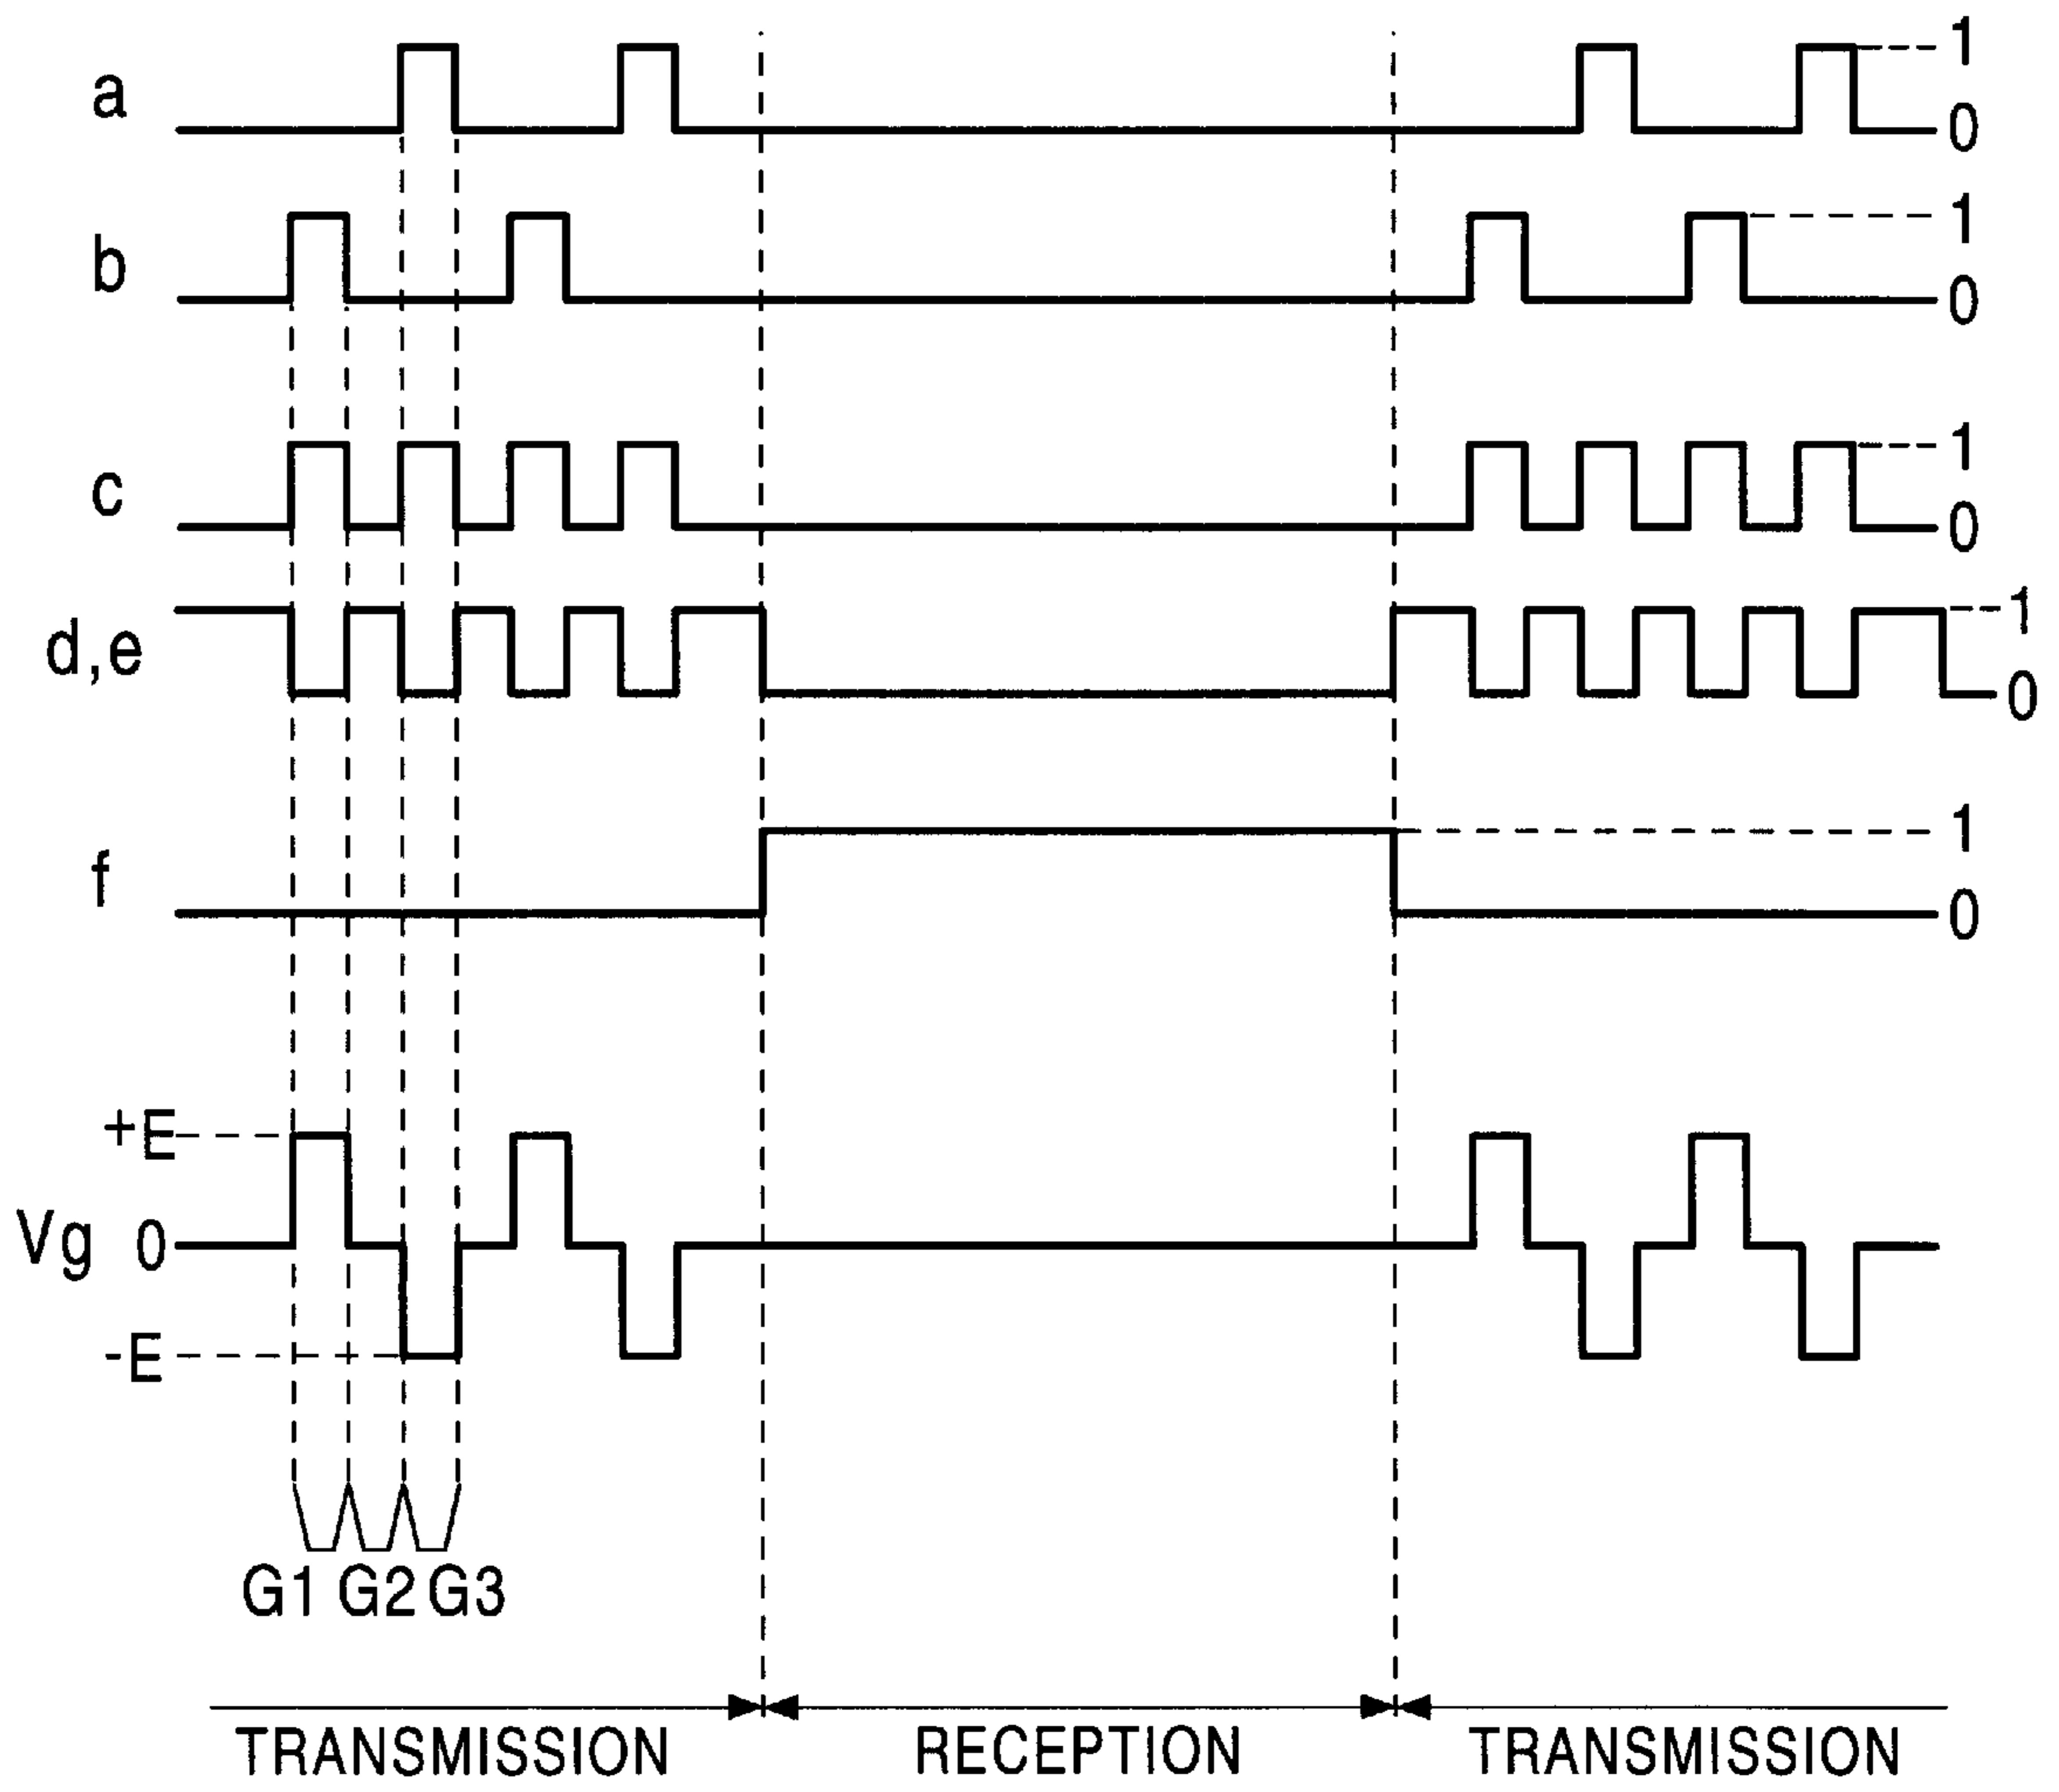 a 1
0
b 1
0
c 1
0
d,e 1
0
f 1
0
+E
Vg 0
-E
G1 G2 G3
TRANSMISSION RECEPTION TRANSMISSION